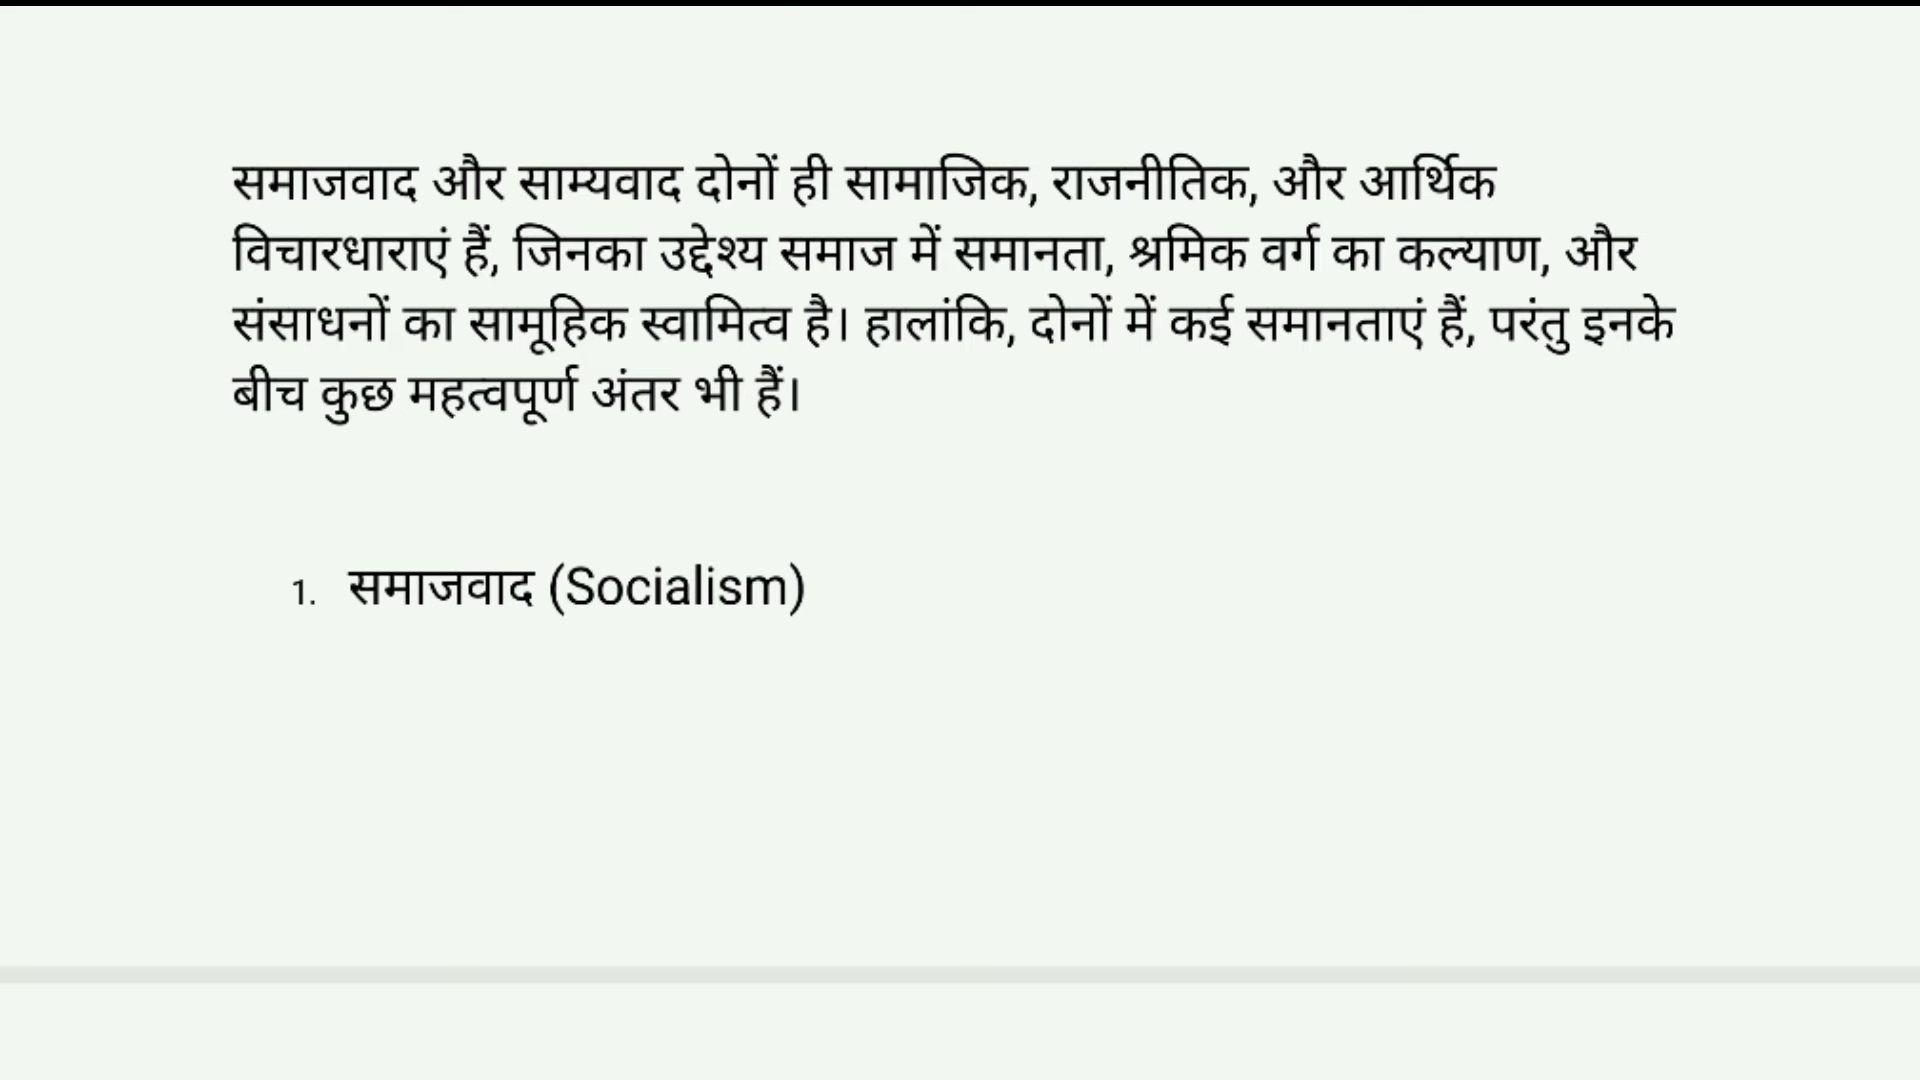 समाजवाद और साम्यवाद दोनों ही सामाजिक, राजनीतिक, और आर्थिक
विचारधाराएं हैं, जिनका उद्देश्य समाज में समानता, श्रमिक वर्ग का कल्याण, और
संसाधनों का सामूहिक स्वामित्व है। हालांकि, दोनों में कई समानताएं हैं, परंतु इनके
बीच कुछ महत्वपूर्ण अंतर भी हैं।
1. समाजवाद (Socialism)